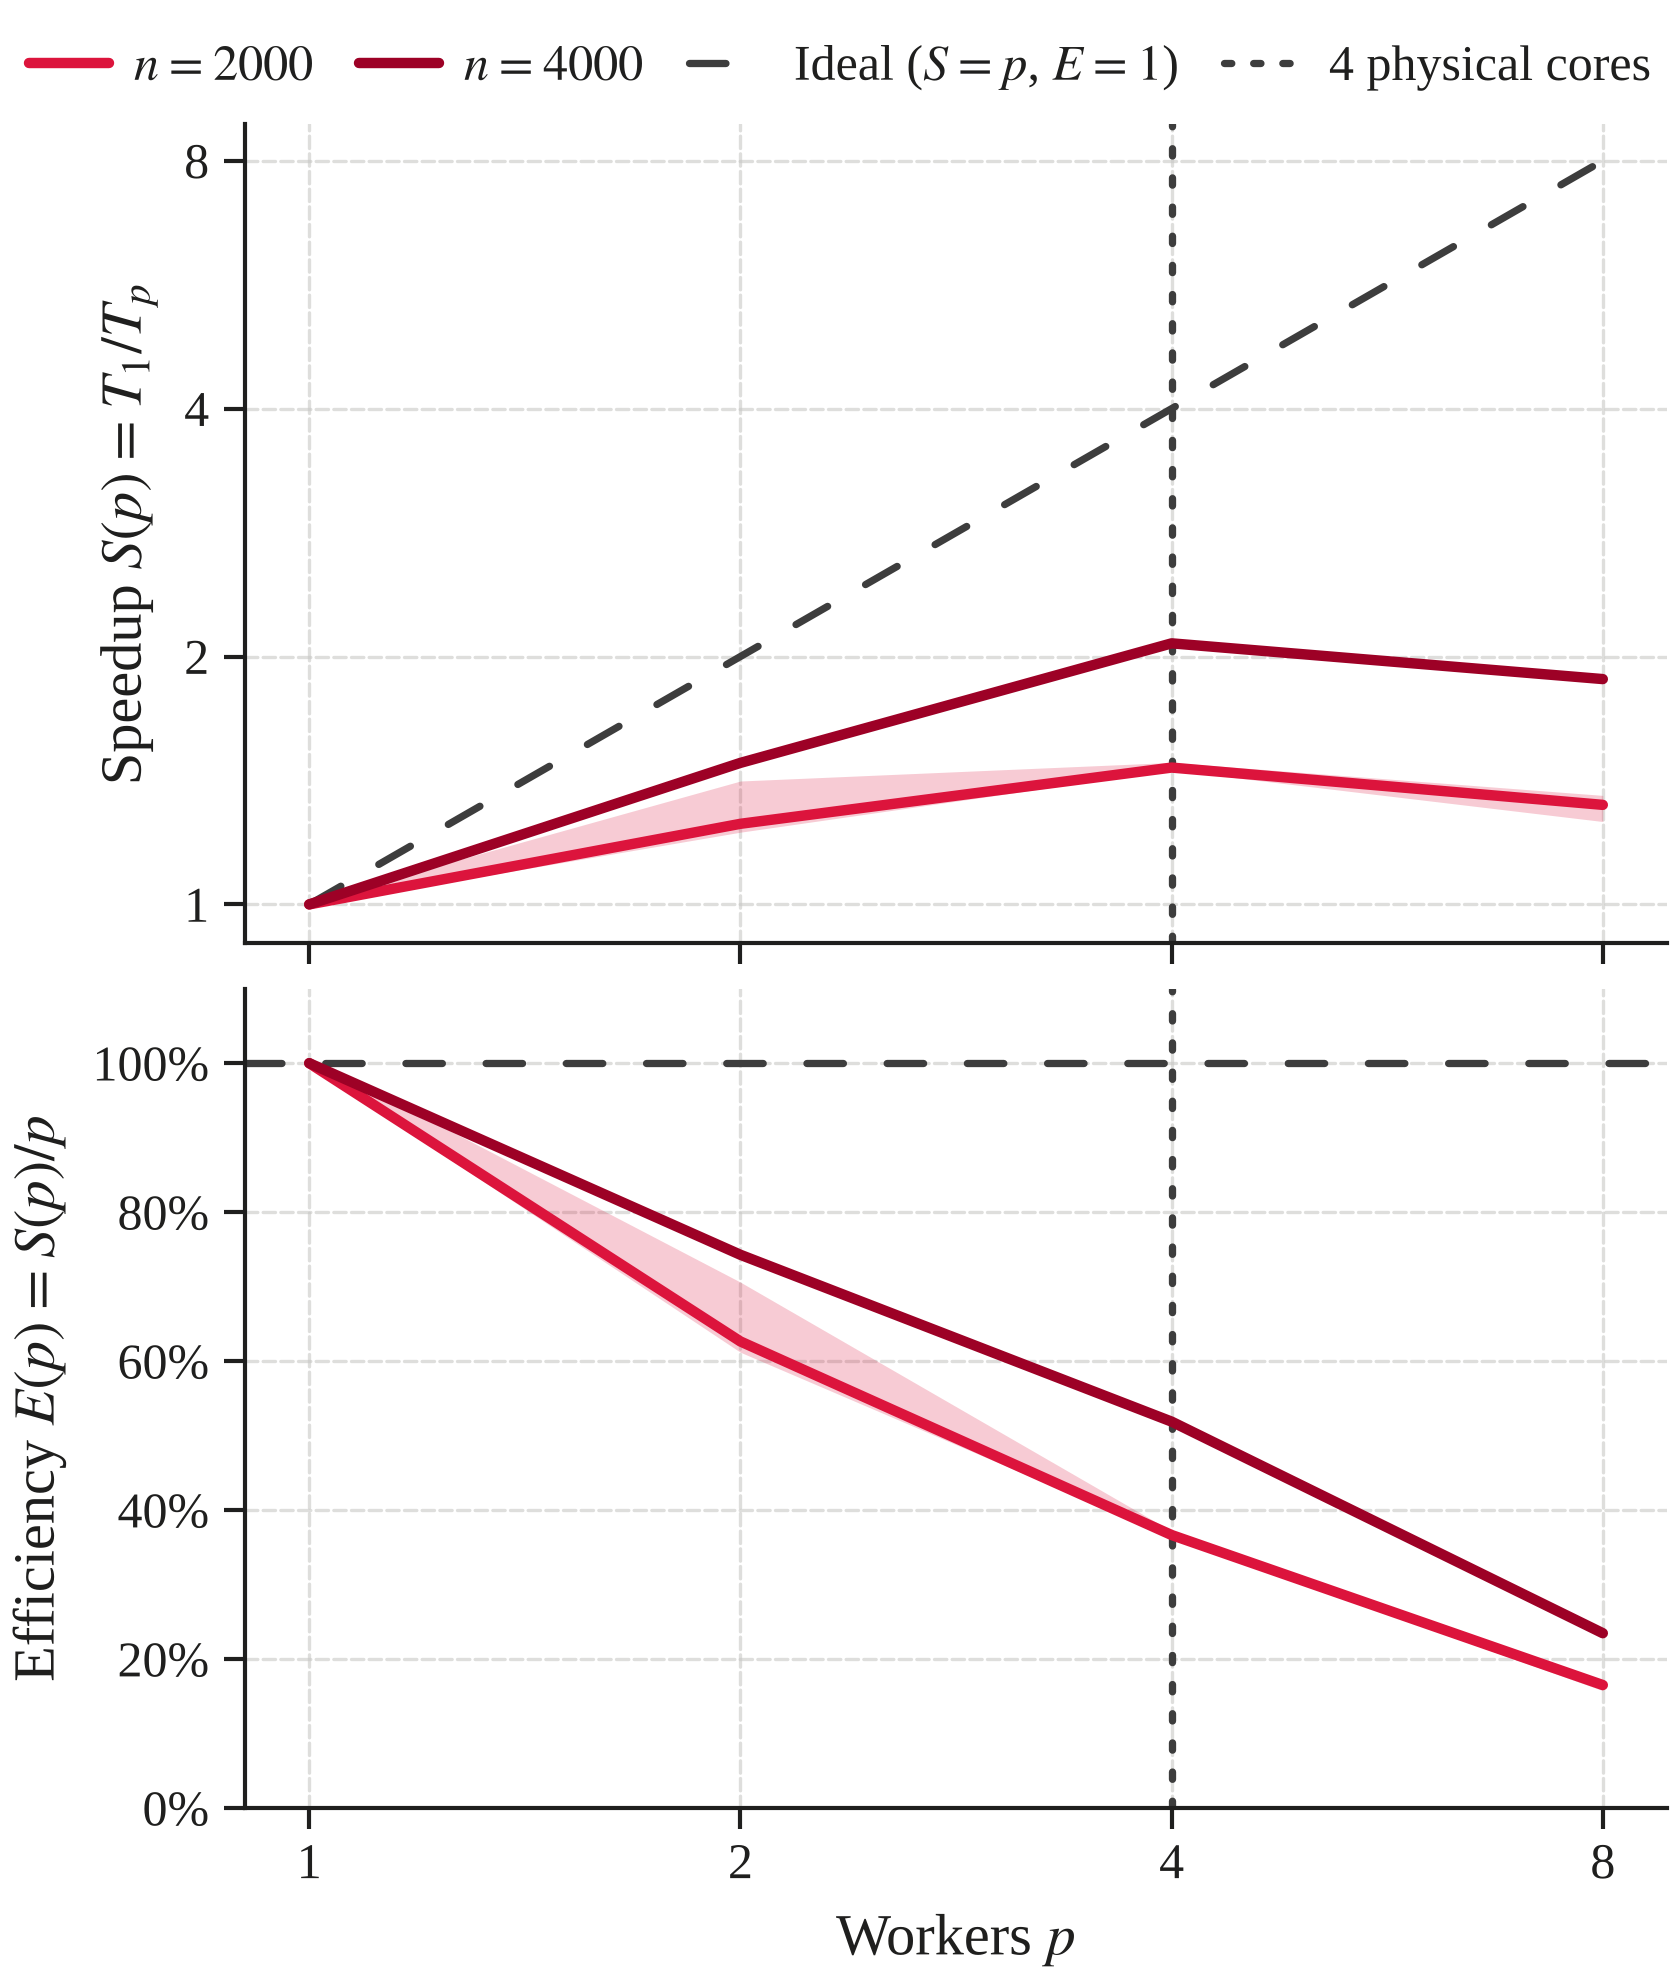 n = 2000 n = 4000 Ideal (S = p, E = 1) 4 physical cores
Speedup S(p) = T₁/Tₚ
8
4
2
1
Efficiency E(p) = S(p)/p
100%
80%
60%
40%
20%
0%
1 2 4 8
Workers p